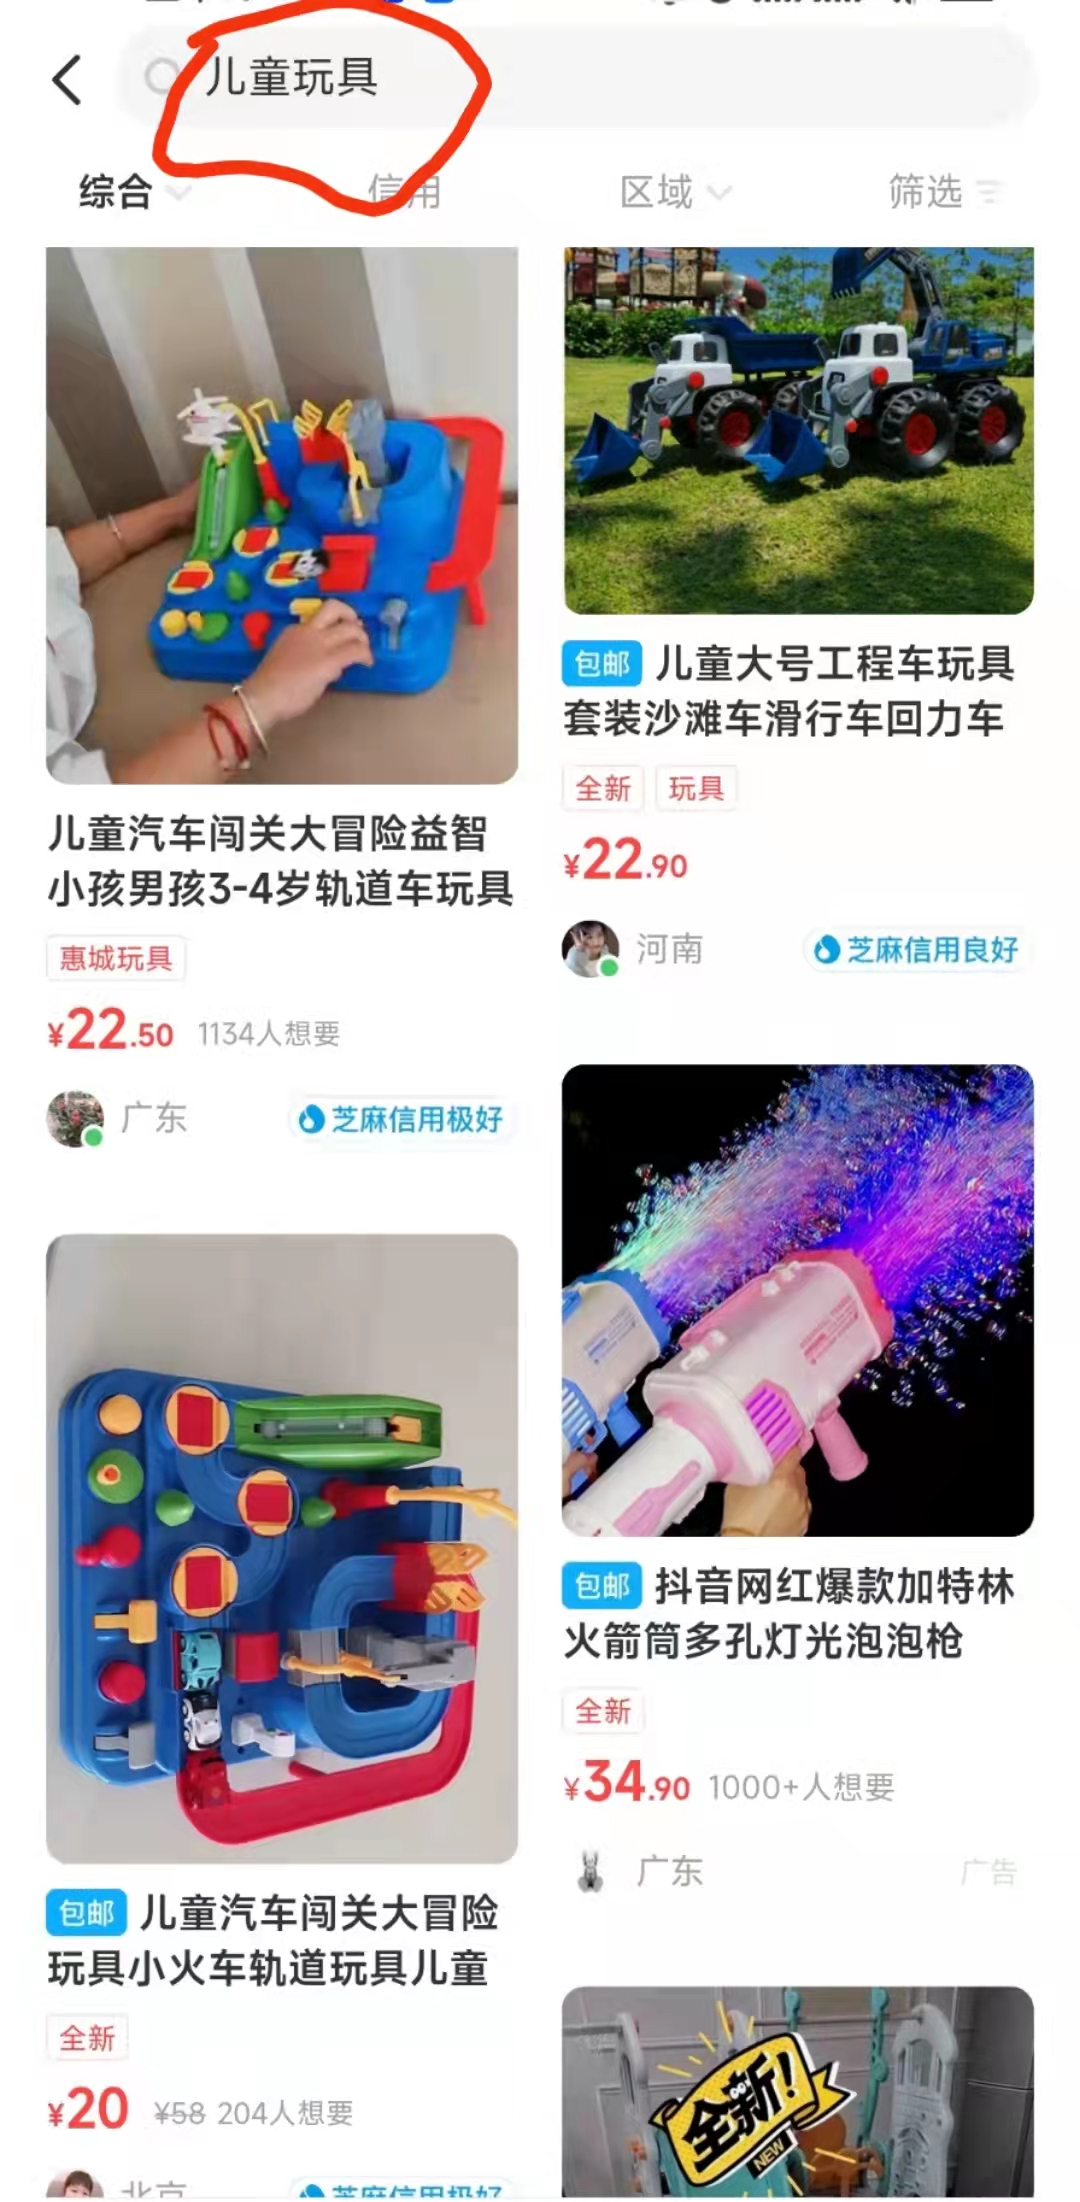 儿童玩具
综合
信用
区域
筛选
儿童汽车闯关大冒险益智
小孩男孩3-4岁轨道车玩具
惠城玩具
¥22.50 1134人想要
广东 芝麻信用极好
包邮 儿童大号工程车玩具
套装沙滩车滑行车回力车
全新 玩具
¥22.90
河南 芝麻信用良好
包邮 儿童汽车闯关大冒险
玩具小火车轨道玩具儿童
全新
¥20 ¥58 204人想要
北京 芝麻信用极好
包邮 抖音网红爆款加特林
火箭筒多孔灯光泡泡枪
全新
¥34.90 1000+人想要
广东 广告
全新!
NEW